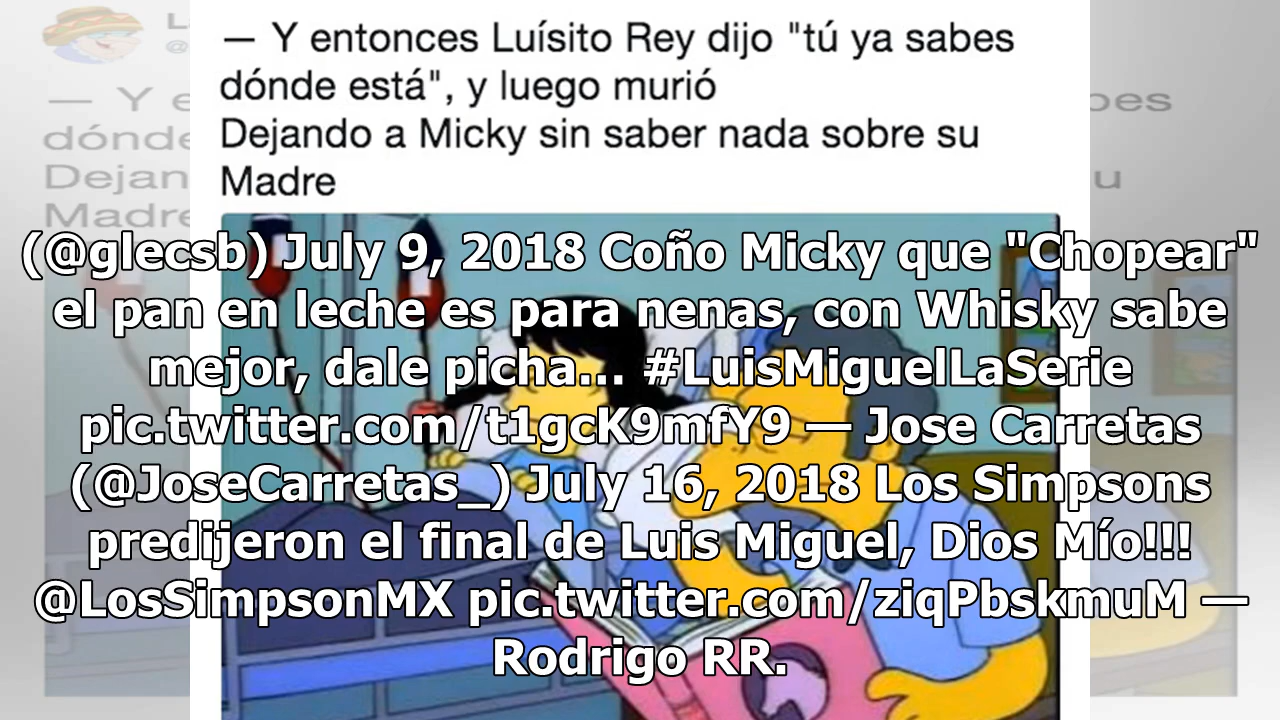 — Y entonces Luísito Rey dijo "tú ya sabes
dónde está", y luego murió
Dejando a Micky sin saber nada sobre su
Madre
(@glecsb) July 9, 2018 Coño Micky que "Chopear"
el pan en leche es para nenas, con Whisky sabe
mejor, dale picha... #LuisMiguelLaSerie
pic.twitter.com/t1gcK9mfY9 — Jose Carretas
(@JoseCarretas_) July 16, 2018 Los Simpsons
predijeron el final de Luis Miguel, Dios Mío!!!
@LosSimpsonMX pic.twitter.com/ziqPbskmuM —
Rodrigo RR.